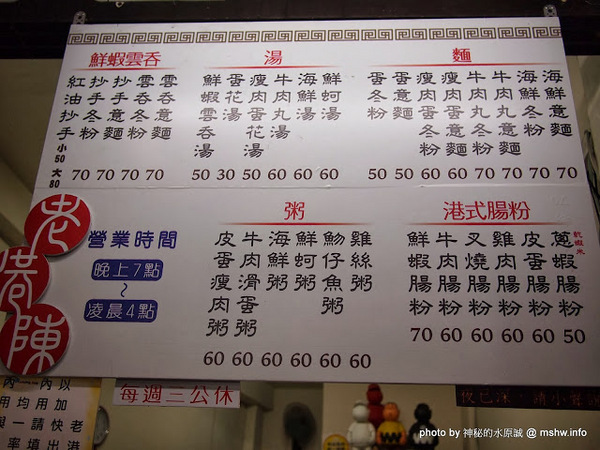 鮮蝦雲吞
紅油抄手
小50
大80
抄手冬粉
抄手意麵
雲吞冬粉
雲吞意麵
70 70 70 70
湯
鮮蝦雲吞湯
蛋花湯
瘦肉蛋花湯
牛肉丸湯
海鮮湯
鮮蚵湯
50 30 50 60 60 60
麵
蛋冬粉
蛋意麵
瘦肉蛋冬粉
瘦肉蛋意麵
牛肉丸冬粉
牛肉丸意麵
海鮮冬粉
海鮮意麵
50 50 60 60 70 70 70 70
老港陳
營業時間
晚上7點
~
凌晨4點
粥
皮蛋瘦肉粥
牛肉滑蛋粥
海鮮粥
鮮蚵粥
魩仔魚粥
雞絲粥
60 60 60 60 60 60
港式腸粉
鮮蝦腸粉
牛肉腸粉
叉燒腸粉
雞肉腸粉
皮蛋腸粉
蔥蝦腸粉
乾蝦米
70 60 60 60 60 50
每週三公休
photo by 神秘的水原誠 @ mshw.info